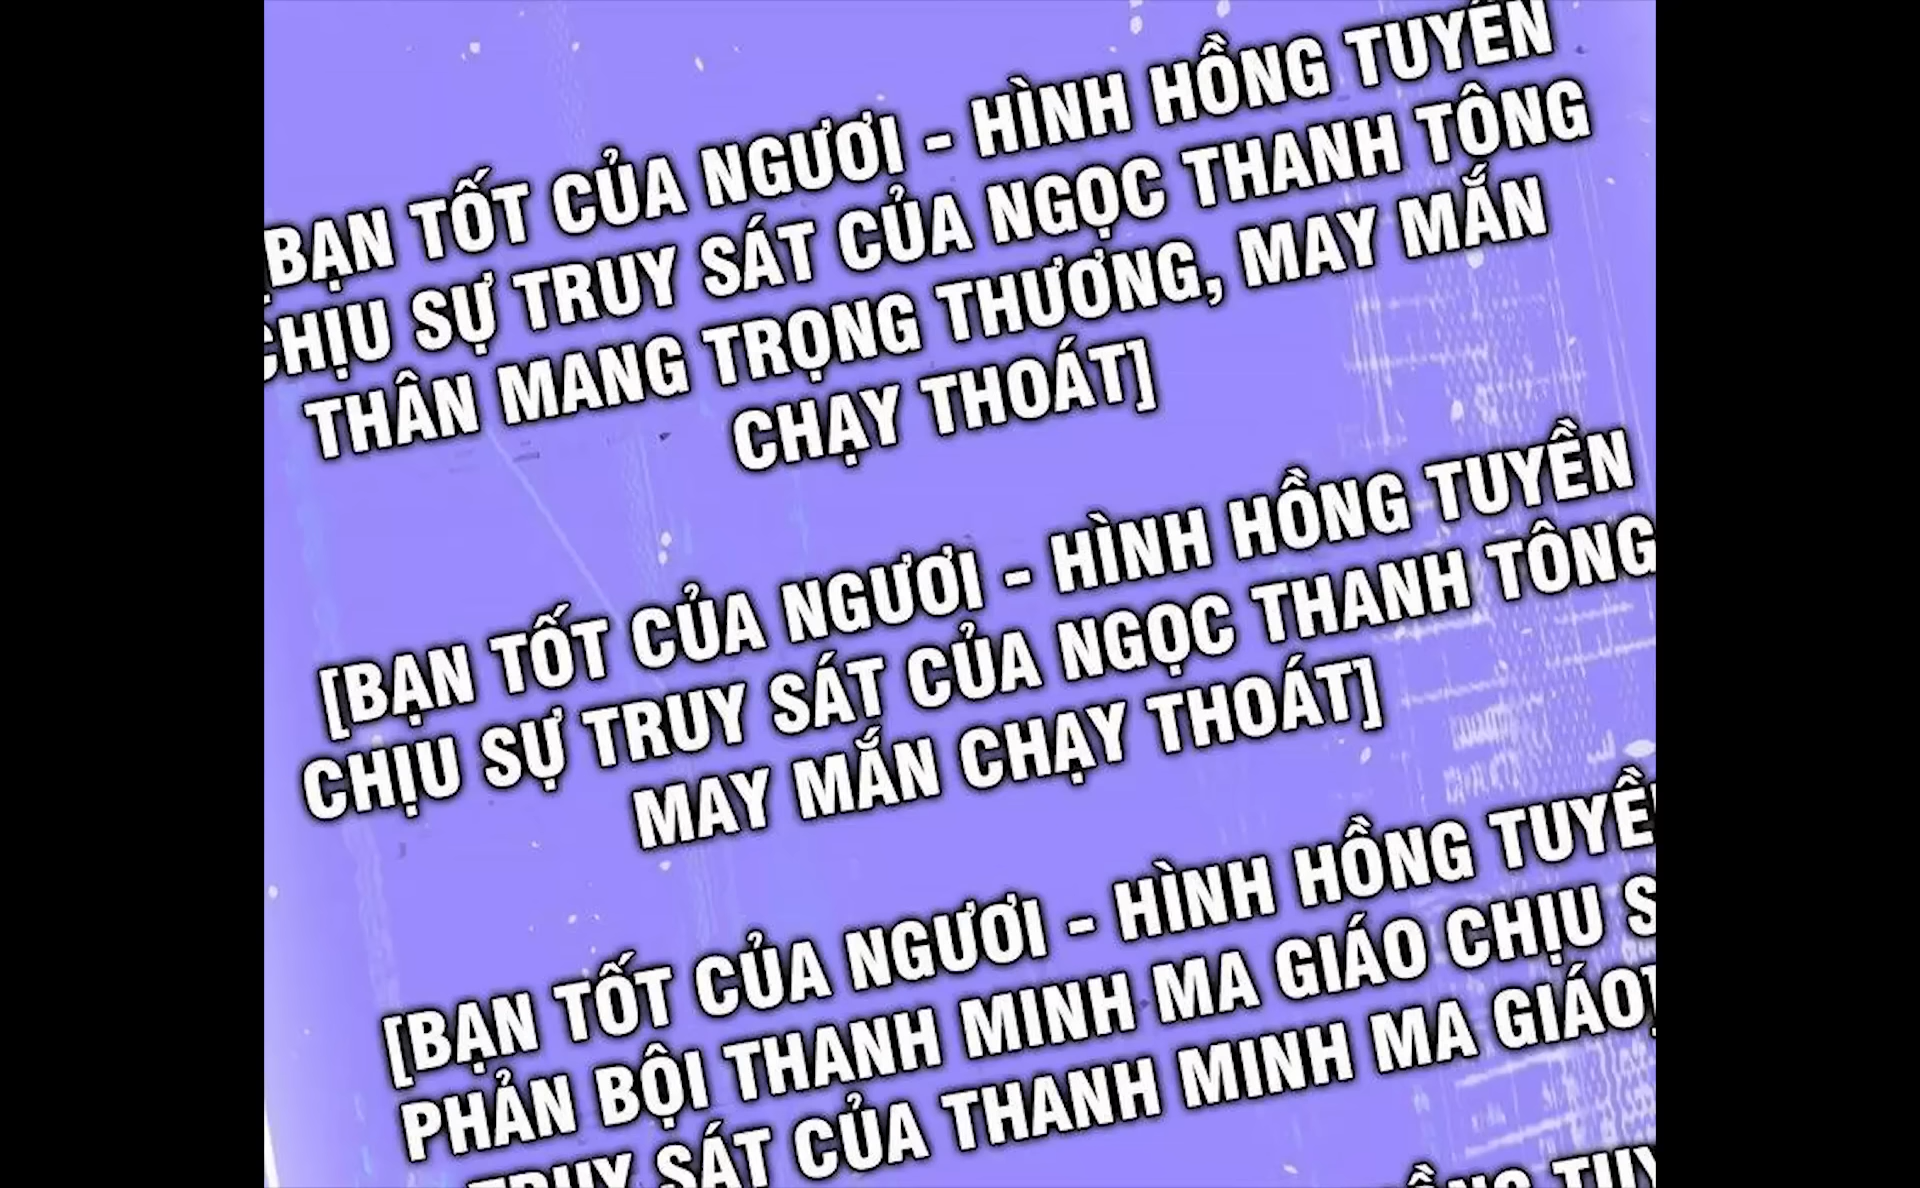 [BẠN TỐT CỦA NGƯƠI - HÌNH HỒNG TUYỀN
CHỊU SỰ TRUY SÁT CỦA NGỌC THANH TÔNG
THÂN MANG TRỌNG THƯƠNG, MAY MẮN
CHẠY THOÁT]
[BẠN TỐT CỦA NGƯƠI - HÌNH HỒNG TUYỀN
CHỊU SỰ TRUY SÁT CỦA NGỌC THANH TÔNG
MAY MẮN CHẠY THOÁT]
[BẠN TỐT CỦA NGƯƠI - HÌNH HỒNG TUYỀ
PHẢN BỘI THANH MINH MA GIÁO CHỊU S
TRUY SÁT CỦA THANH MINH MA GIÁO]